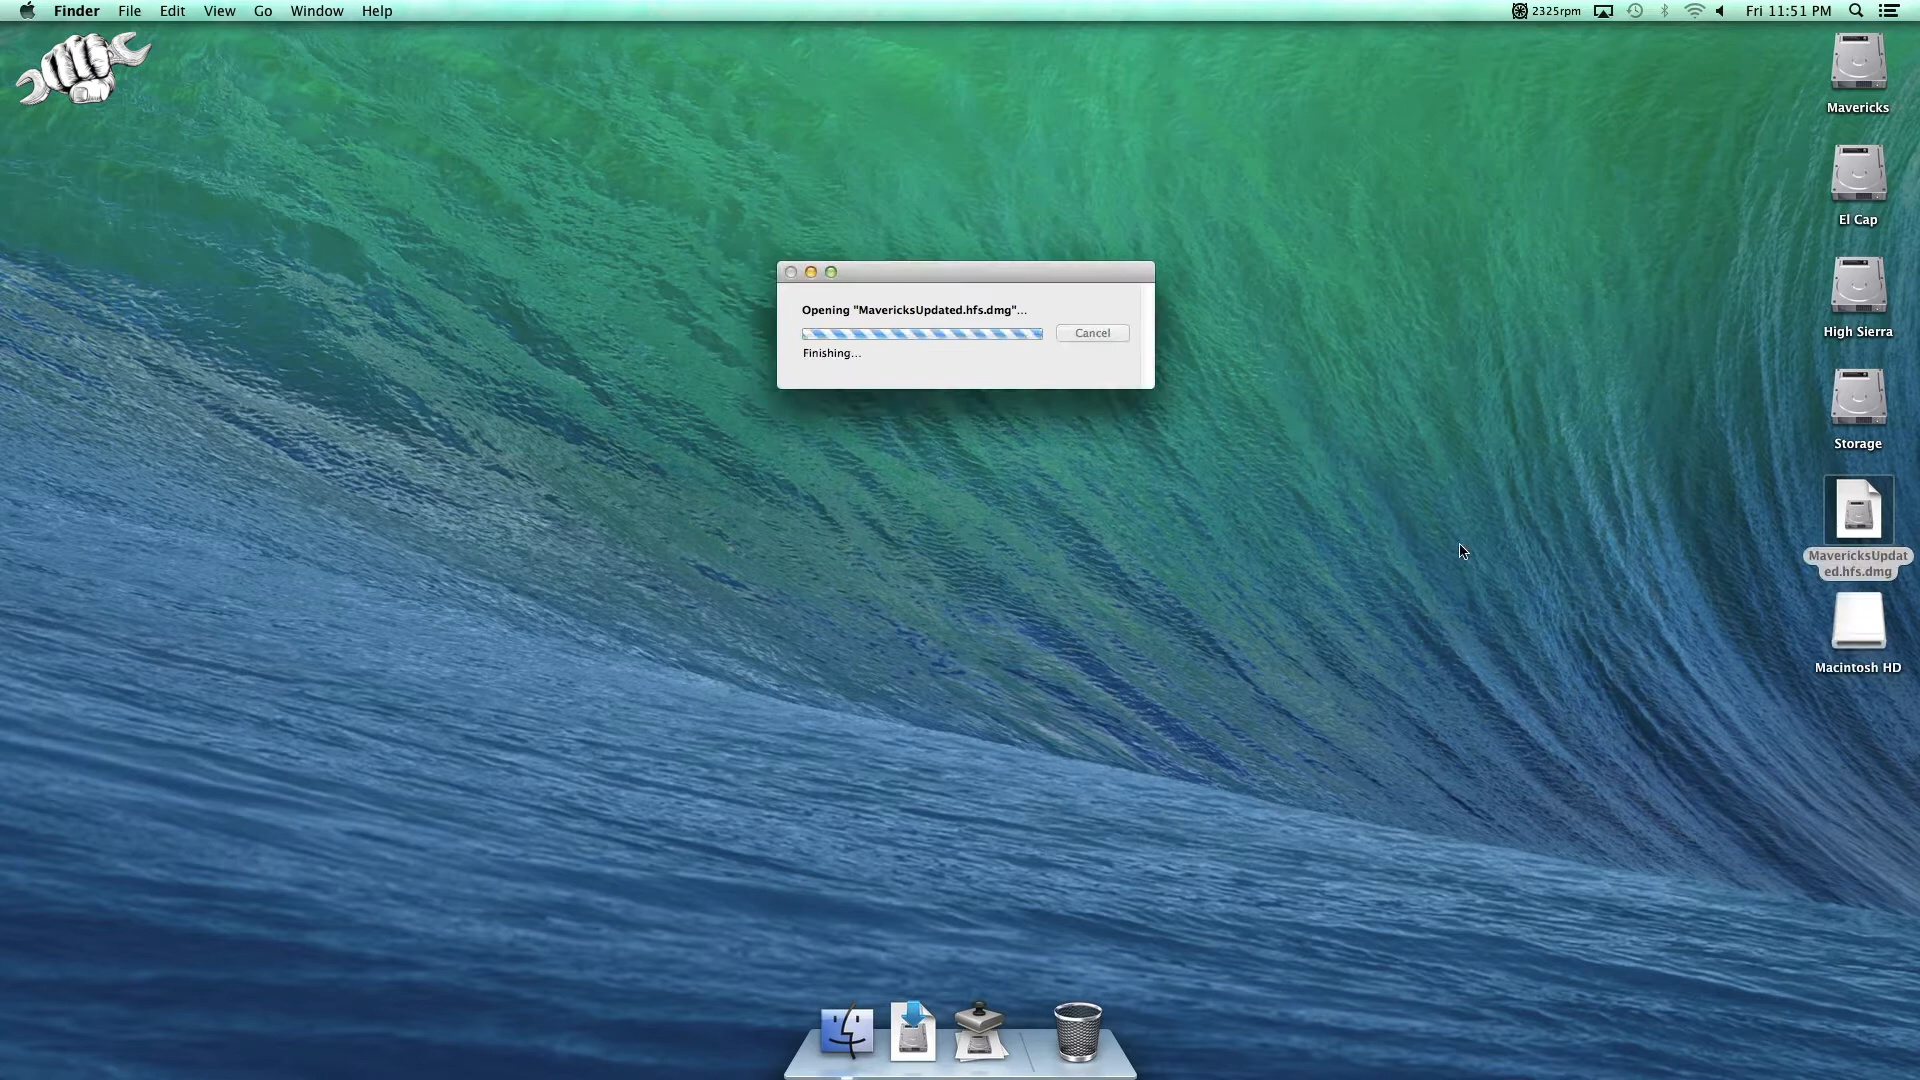 Finder File Edit View Go Window Help 2325rpm Fri 11:51 PM
Mavericks
El Cap
High Sierra
Storage
MavericksUpdat
ed.hfs.dmg
Macintosh HD
Opening "MavericksUpdated.hfs.dmg"...
Cancel
Finishing...